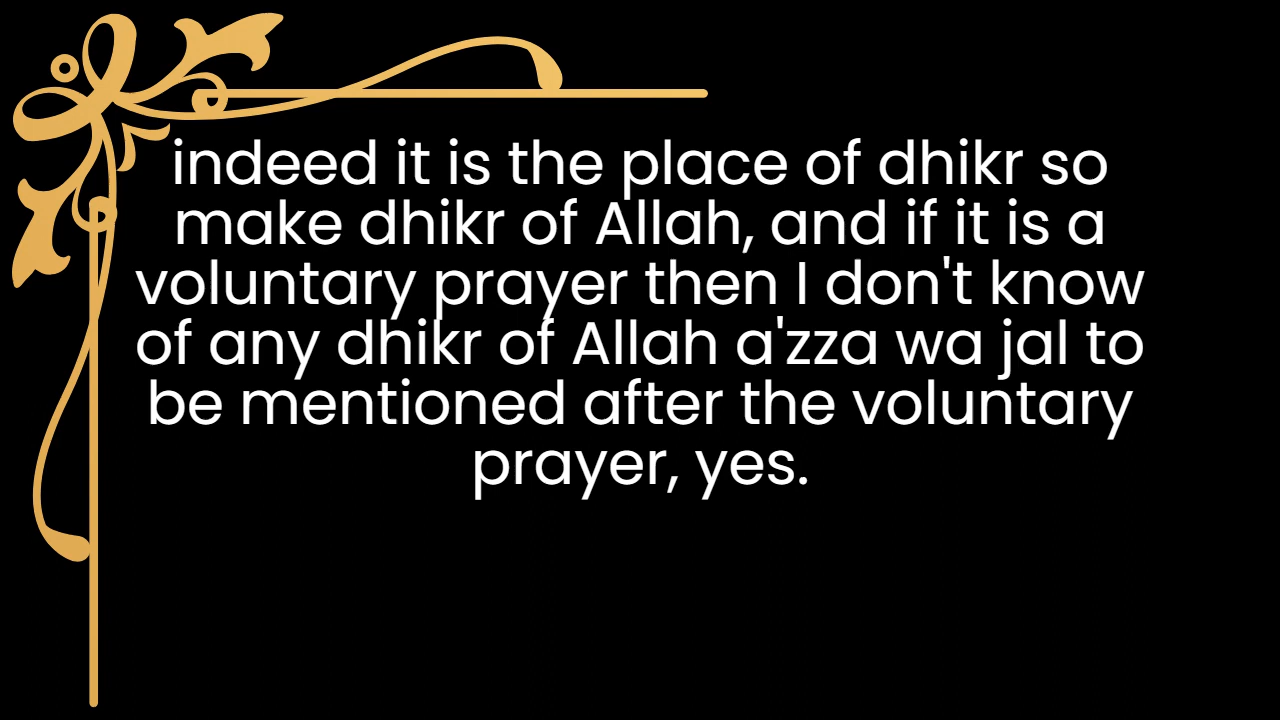 indeed it is the place of dhikr so
make dhikr of Allah, and if it is a
voluntary prayer then I don't know
of any dhikr of Allah a'zza wa jal to
be mentioned after the voluntary
prayer, yes.